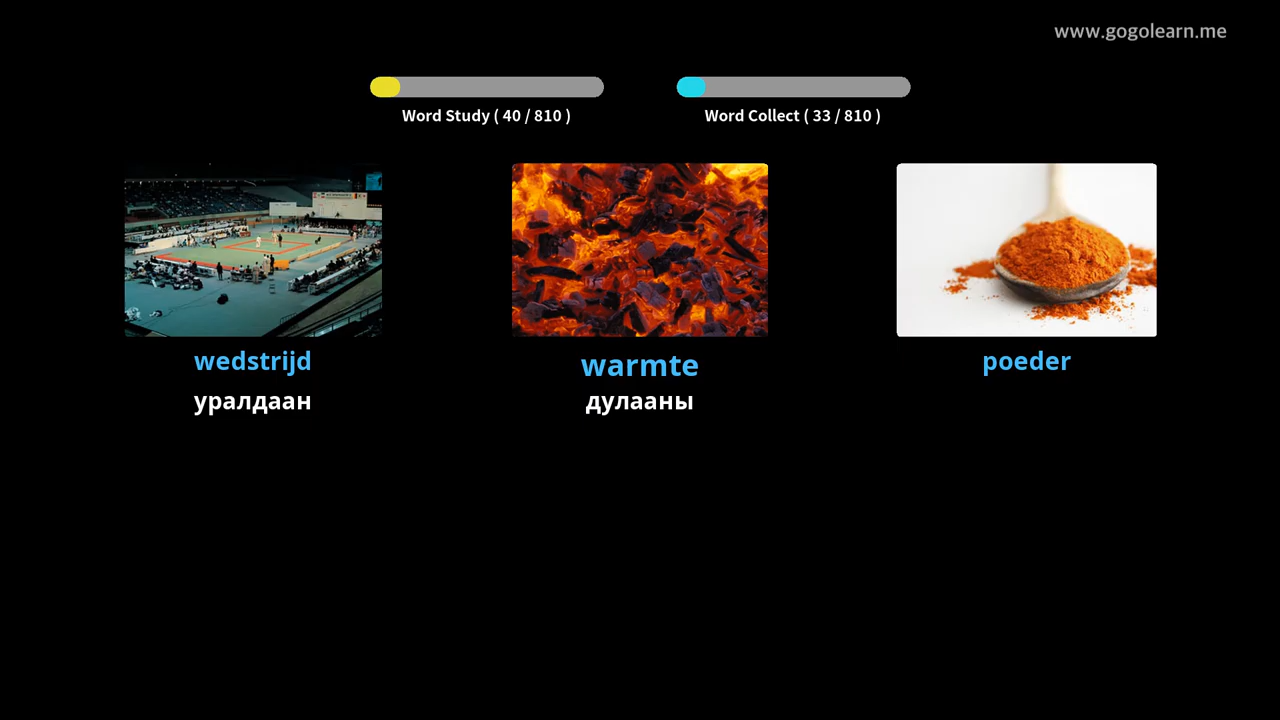 www.gogolearn.me
Word Study ( 40 / 810 )
Word Collect ( 33 / 810 )
wedstrijd
уралдаан
warmte
дулааны
poeder